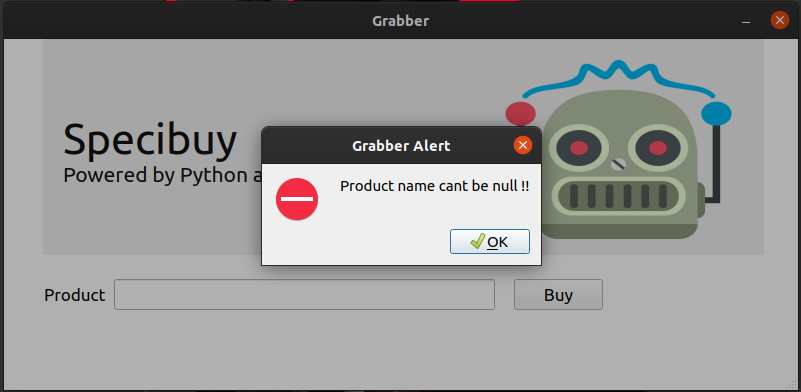 Grabber
Specibuy
Powered by Python a
Grabber Alert
Product name cant be null !!
OK
Product
Buy